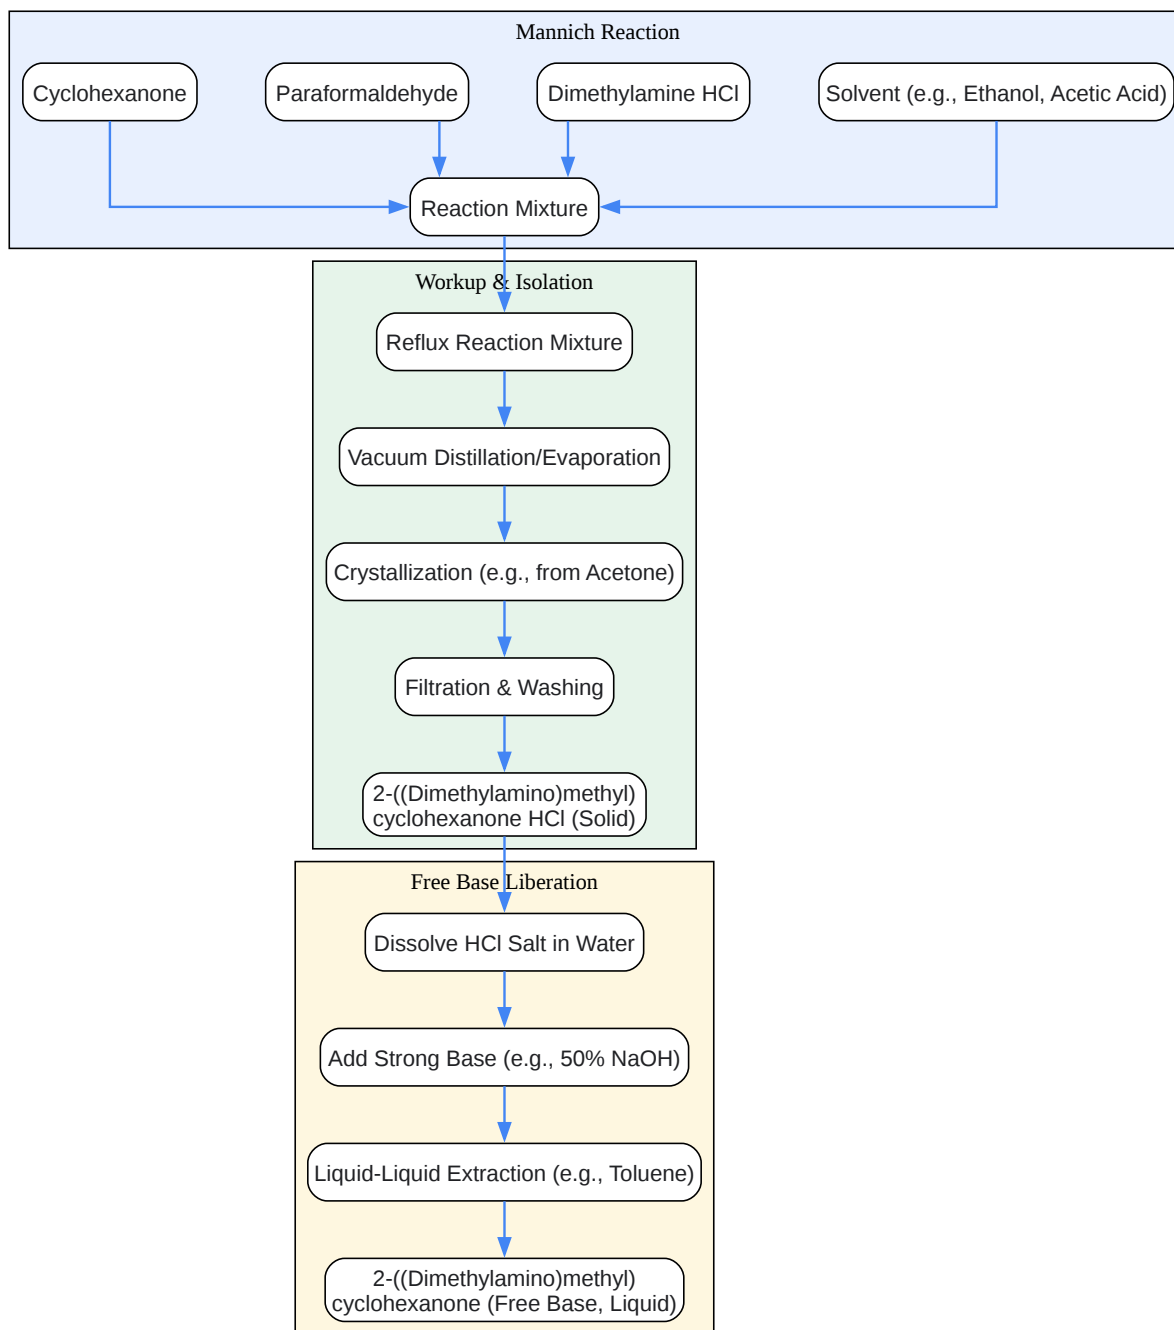 Mannich Reaction
Cyclohexanone
Paraformaldehyde
Dimethylamine HCl
Solvent (e.g., Ethanol, Acetic Acid)
Reaction Mixture
Workup & Isolation
Reflux Reaction Mixture
Vacuum Distillation/Evaporation
Crystallization (e.g., from Acetone)
Filtration & Washing
2-((Dimethylamino)methyl)
cyclohexanone HCl (Solid)
Free Base Liberation
Dissolve HCl Salt in Water
Add Strong Base (e.g., 50% NaOH)
Liquid-Liquid Extraction (e.g., Toluene)
2-((Dimethylamino)methyl)
cyclohexanone (Free Base, Liquid)